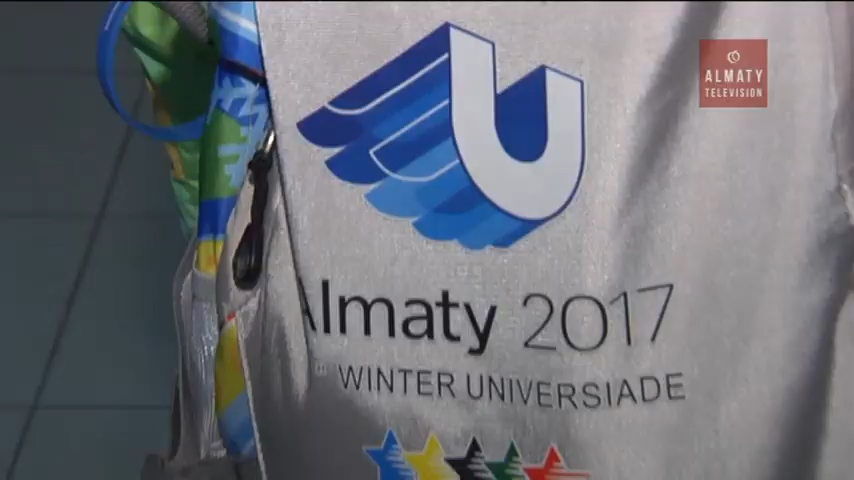 ALMATY
TELEVISION
U
Almaty 2017
WINTER UNIVERSIADE